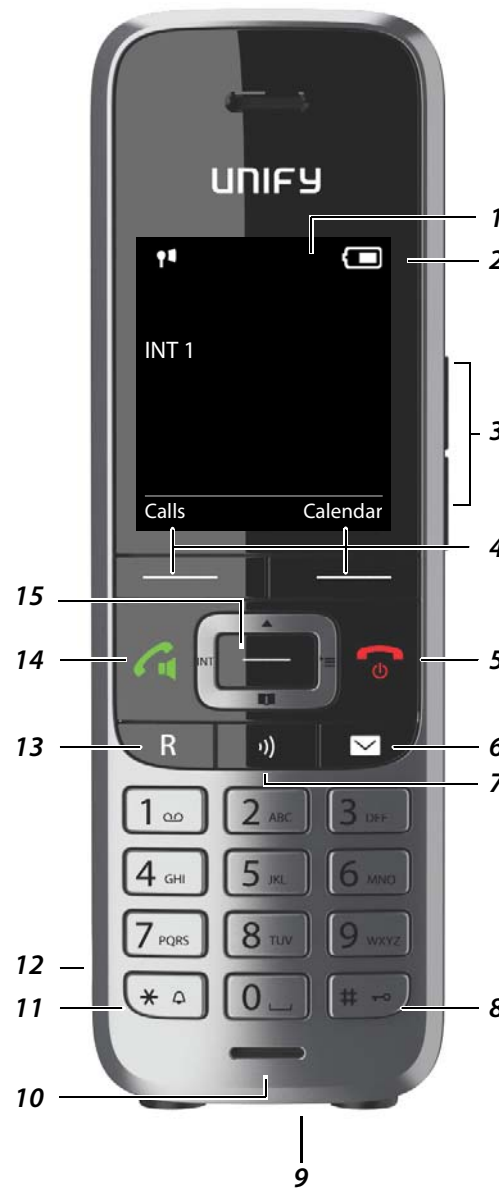 UNIFY
1
2
INT 1
3
Calls Calendar
4
15
INT
14
5
13 R 6
7
1 2 ABC 3 DEF
4 GHI 5 JKL 6 MNO
7 PQRS 8 TUV 9 WXYZ
12
* 0 #
11 8
10
9